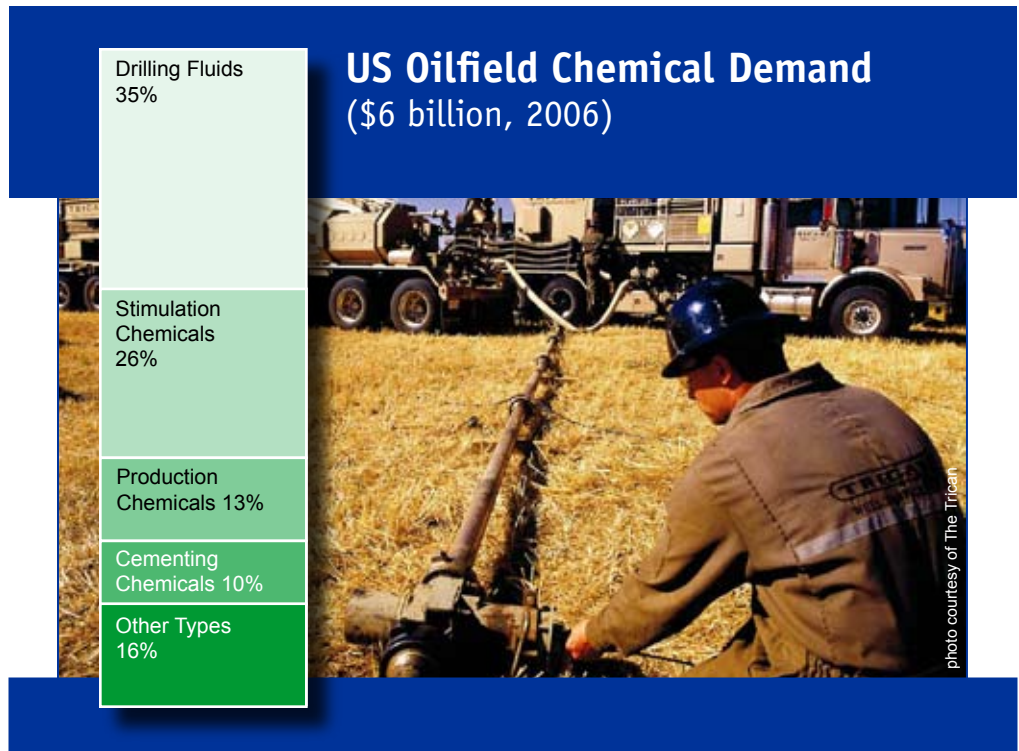 US Oilfield Chemical Demand
($6 billion, 2006)
Drilling Fluids
35%
Stimulation
Chemicals
26%
Production
Chemicals 13%
Cementing
Chemicals 10%
Other Types
16%
TRICAN
photo courtesy of The Trican